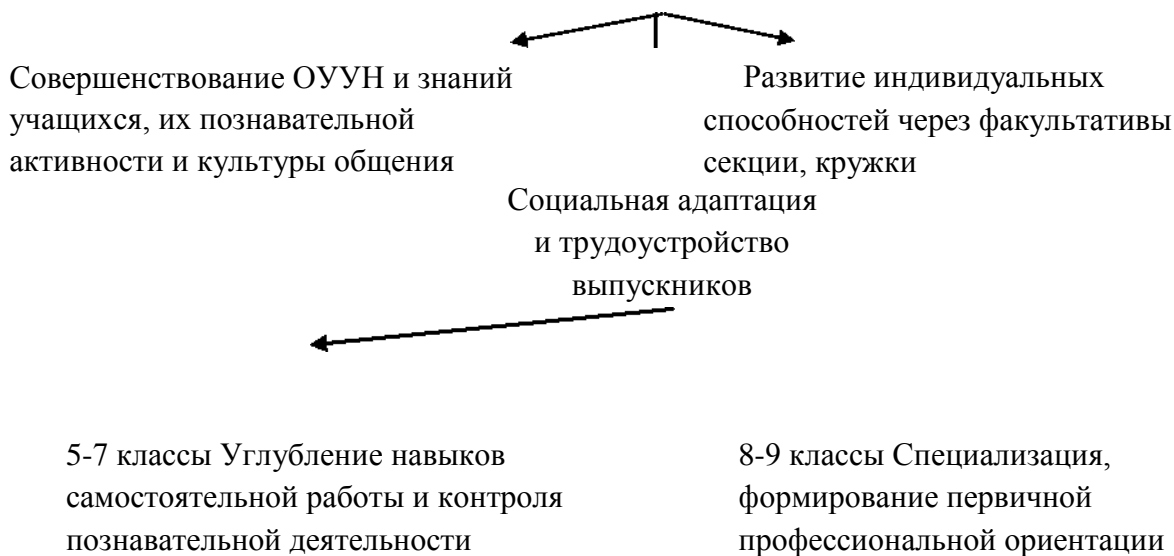 Совершенствование ОУУН и знаний
учащихся, их познавательной
активности и культуры общения
Развитие индивидуальных
способностей через факультативы
секции, кружки
Социальная адаптация
и трудоустройство
выпускников
5-7 классы Углубление навыков
самостоятельной работы и контроля
познавательной деятельности
8-9 классы Специализация,
формирование первичной
профессиональной ориентации